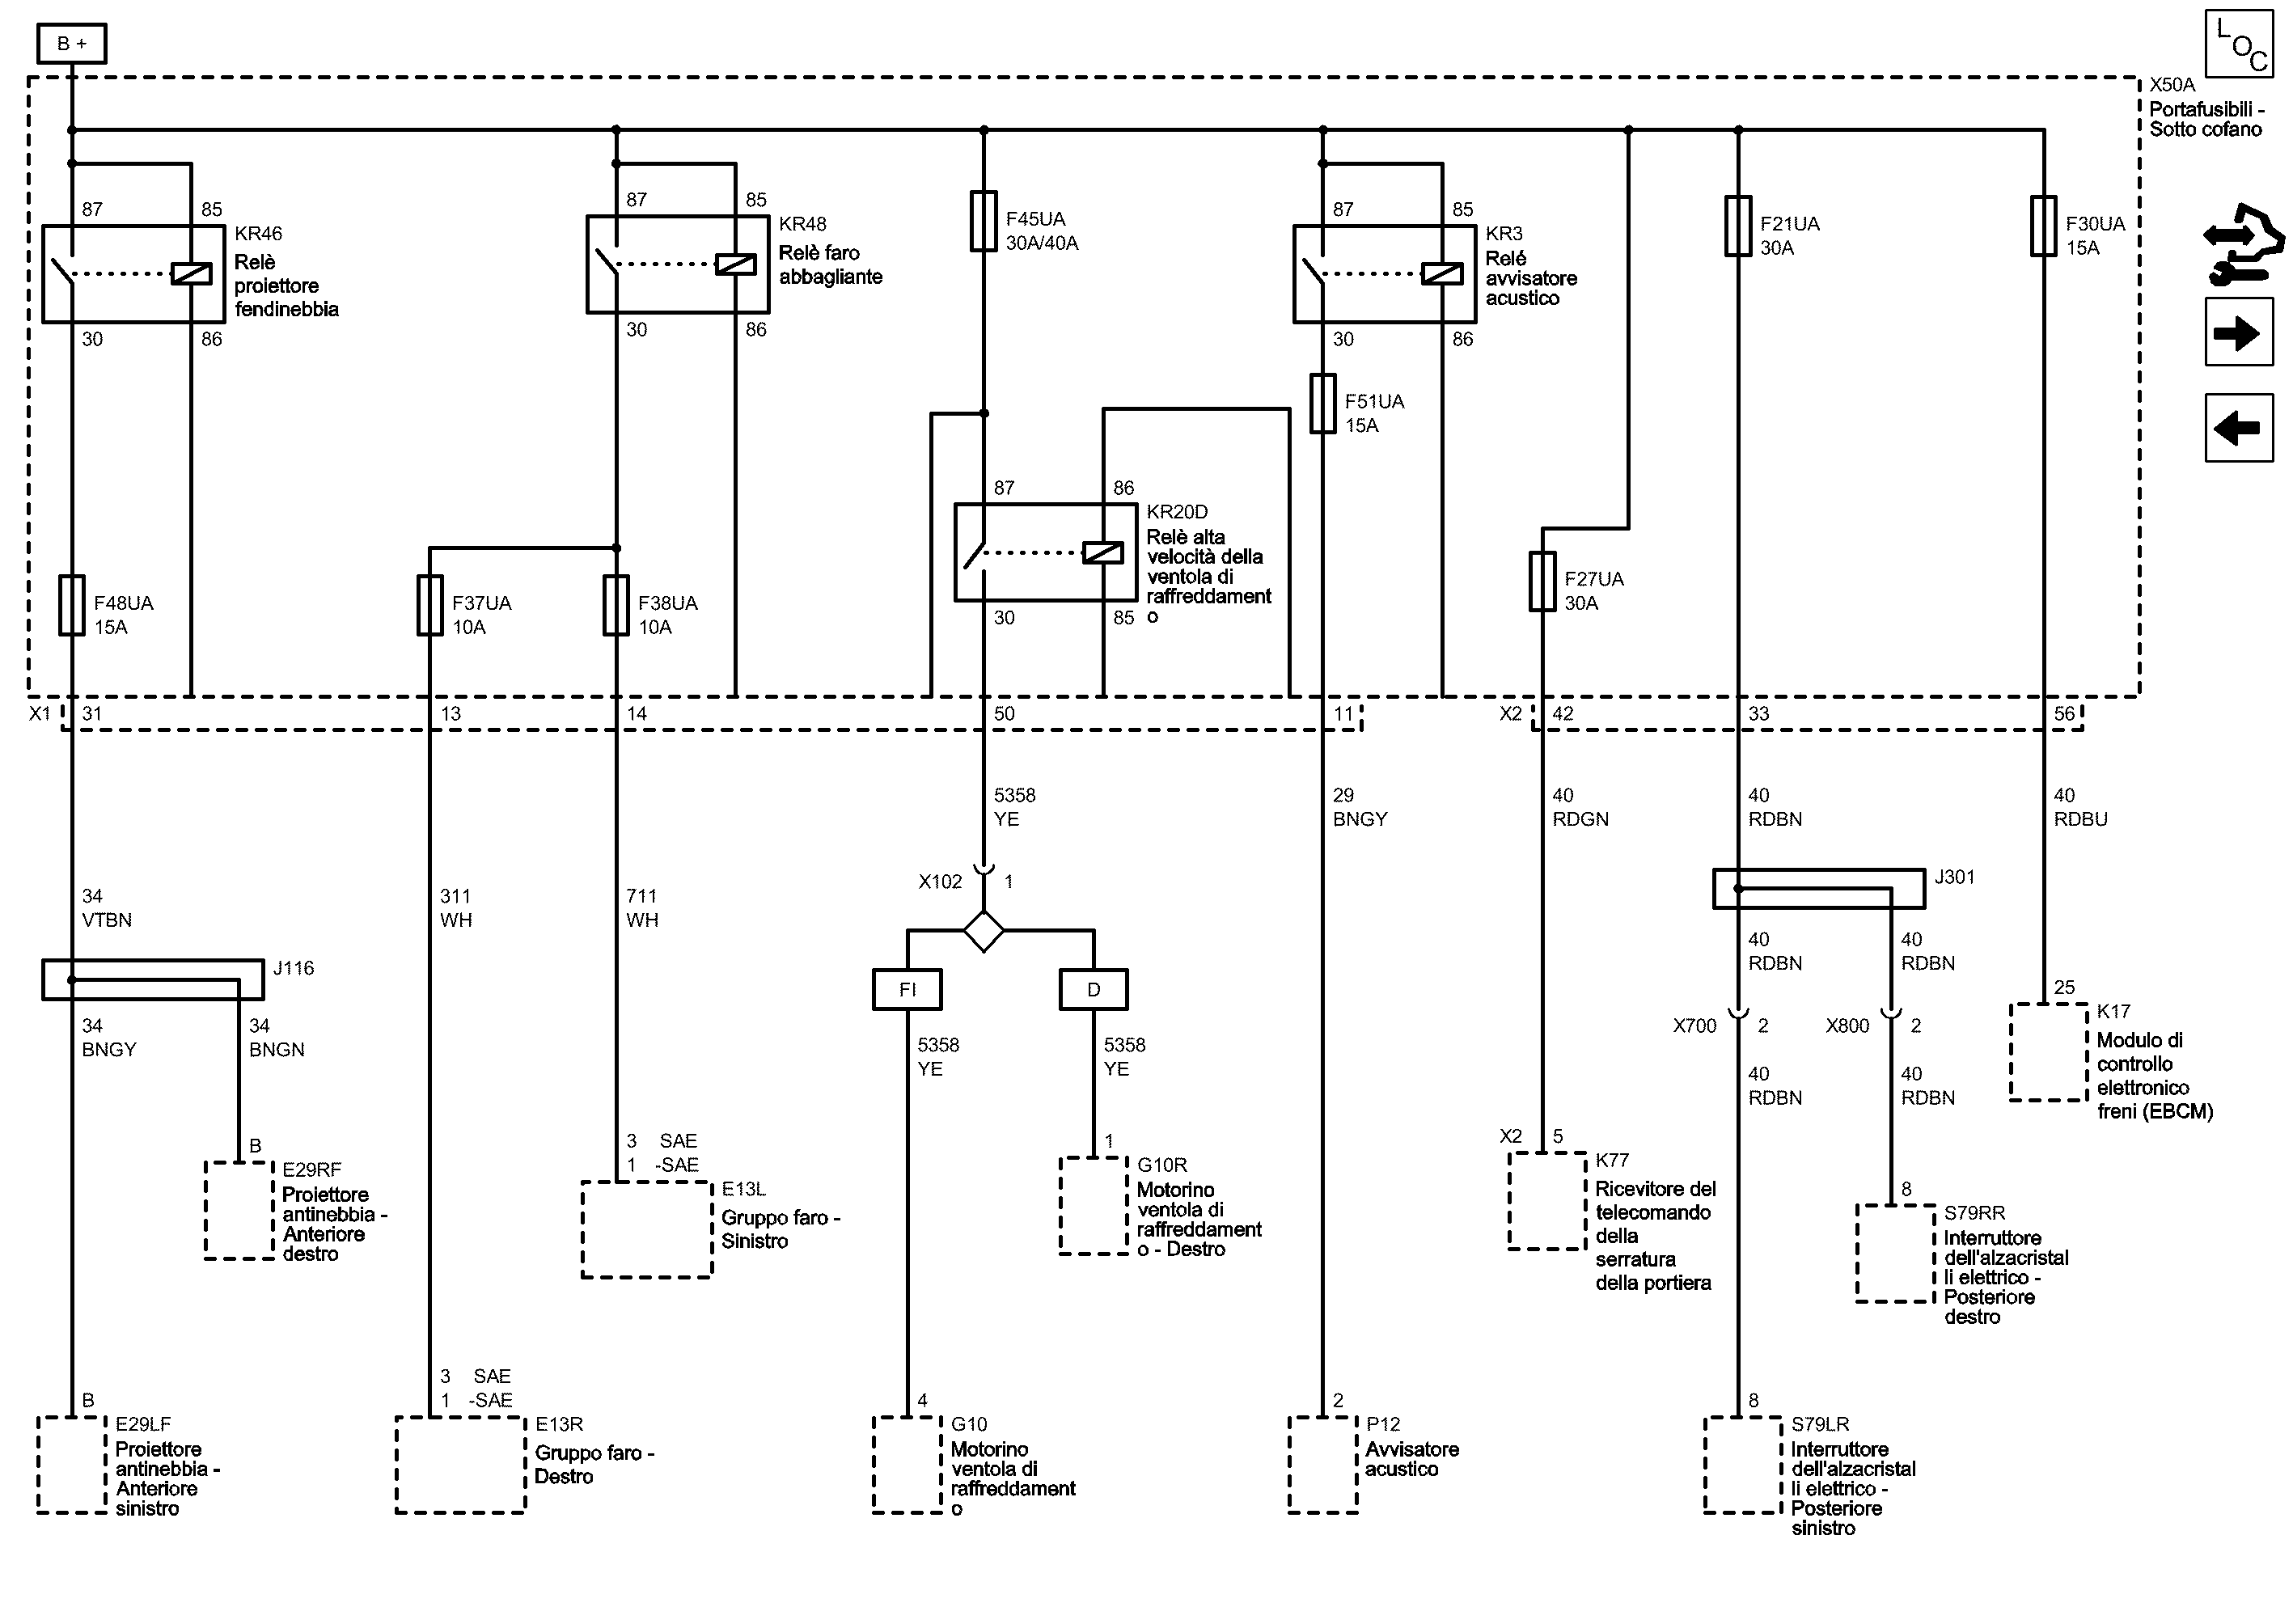 B +
L
O
C
X50A
Portafusibili -
Sotto cofano
87
85
KR46
Relè
proiettore
fendinebbia
30
86
87
85
KR48
Relè faro
abbagliante
30
86
F45UA
30A/40A
87
85
KR3
Relé
avvisatore
acustico
30
86
F51UA
15A
F21UA
30A
F30UA
15A
87
86
KR20D
Relè alta
velocità della
ventola di
raffreddament
o
30
85
F27UA
30A
F48UA
15A
F37UA
10A
F38UA
10A
X1
31
13
14
50
11
X2
42
33
56
5358
YE
29
BNGY
40
RDGN
40
RDBN
40
RDBU
34
VTBN
311
WH
711
WH
X102
1
J301
J116
34
BNGY
34
BNGN
FI
D
40
RDBN
40
RDBN
5358
YE
5358
YE
X700
2
X800
2
40
RDBN
40
RDBN
25
K17
Modulo di
controllo
elettronico
freni (EBCM)
B
E29RF
Proiettore
antinebbia -
Anteriore
destro
3 SAE
1 -SAE
E13L
Gruppo faro -
Sinistro
1
G10R
Motorino
ventola di
raffreddament
o - Destro
X2
5
K77
Ricevitore del
telecomando
della
serratura
della portiera
8
S79RR
Interruttore
dell'alzacristal
li elettrico -
Posteriore
destro
B
E29LF
Proiettore
antinebbia -
Anteriore
sinistro
3 SAE
1 -SAE
E13R
Gruppo faro -
Destro
4
G10
Motorino
ventola di
raffreddament
o
2
P12
Avvisatore
acustico
8
S79LR
Interruttore
dell'alzacristal
li elettrico -
Posteriore
sinistro